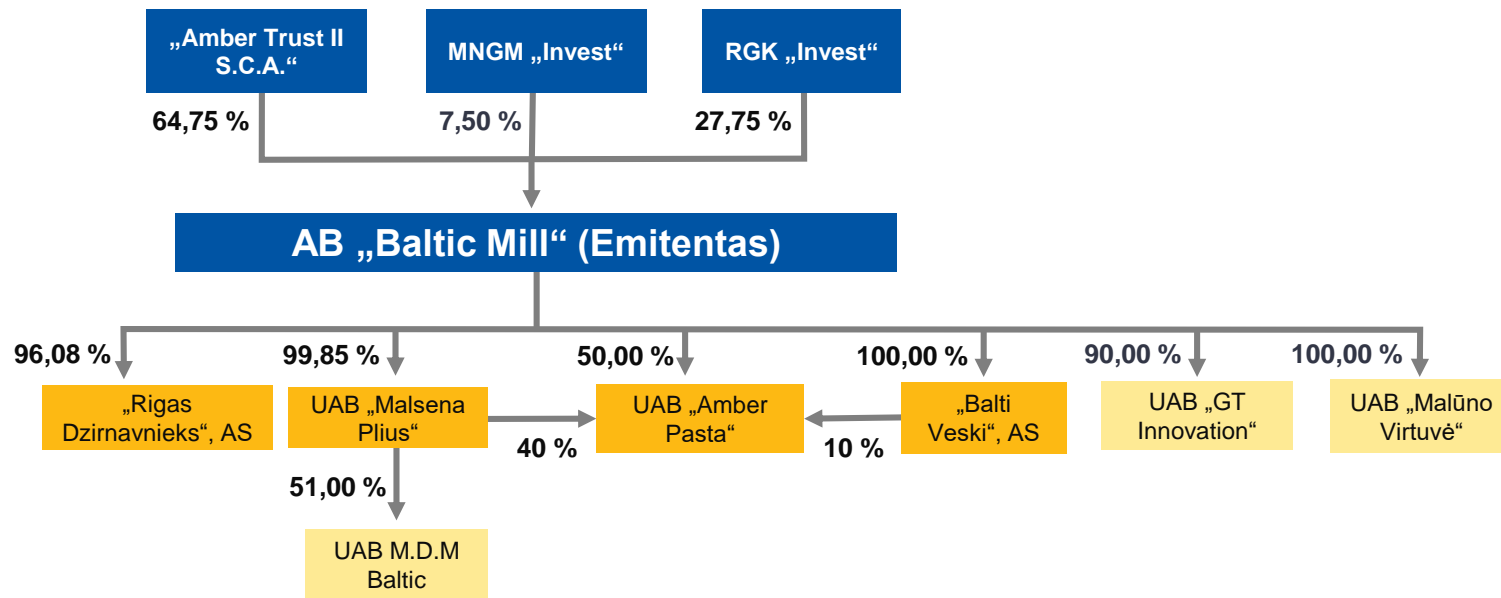 „Amber Trust II
S.C.A.“
MNGM „Invest“
RGK „Invest“
64,75 %
7,50 %
27,75 %
AB „Baltic Mill“ (Emitentas)
96,08 %
99,85 %
50,00 %
100,00 %
90,00 %
100,00 %
„Rigas
Dzirnavnieks“, AS
UAB „Malsena
Plius“
UAB „Amber
Pasta“
„Balti
Veski“, AS
UAB „GT
Innovation“
UAB „Malūno
Virtuvė“
40 %
10 %
51,00 %
UAB M.D.M
Baltic